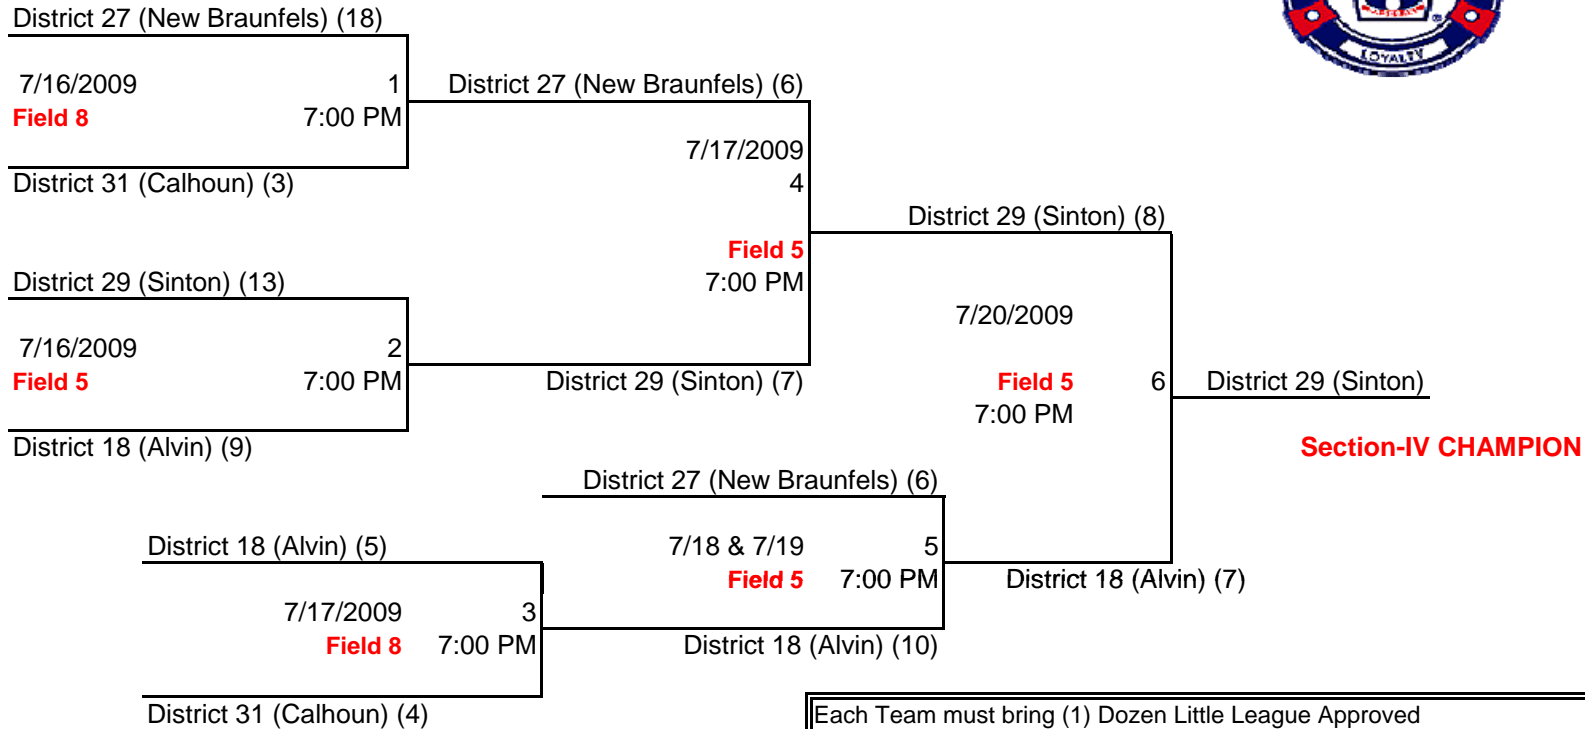 District 27 (New Braunfels) (18)
7/16/2009 1
Field 8 7:00 PM
District 31 (Calhoun) (3)
District 27 (New Braunfels) (6)
7/17/2009
4
Field 5
7:00 PM
District 29 (Sinton) (13)
7/16/2009 2
Field 5 7:00 PM
District 18 (Alvin) (9)
District 29 (Sinton) (7)
District 29 (Sinton) (8)
7/20/2009
Field 5 6
7:00 PM
District 29 (Sinton)
Section-IV CHAMPION
District 27 (New Braunfels) (6)
7/18 & 7/19 5
Field 5 7:00 PM
District 18 (Alvin) (7)
District 18 (Alvin) (5)
7/17/2009 3
Field 8 7:00 PM
District 18 (Alvin) (10)
District 31 (Calhoun) (4)
Each Team must bring (1) Dozen Little League Approved
LOYALTY
®